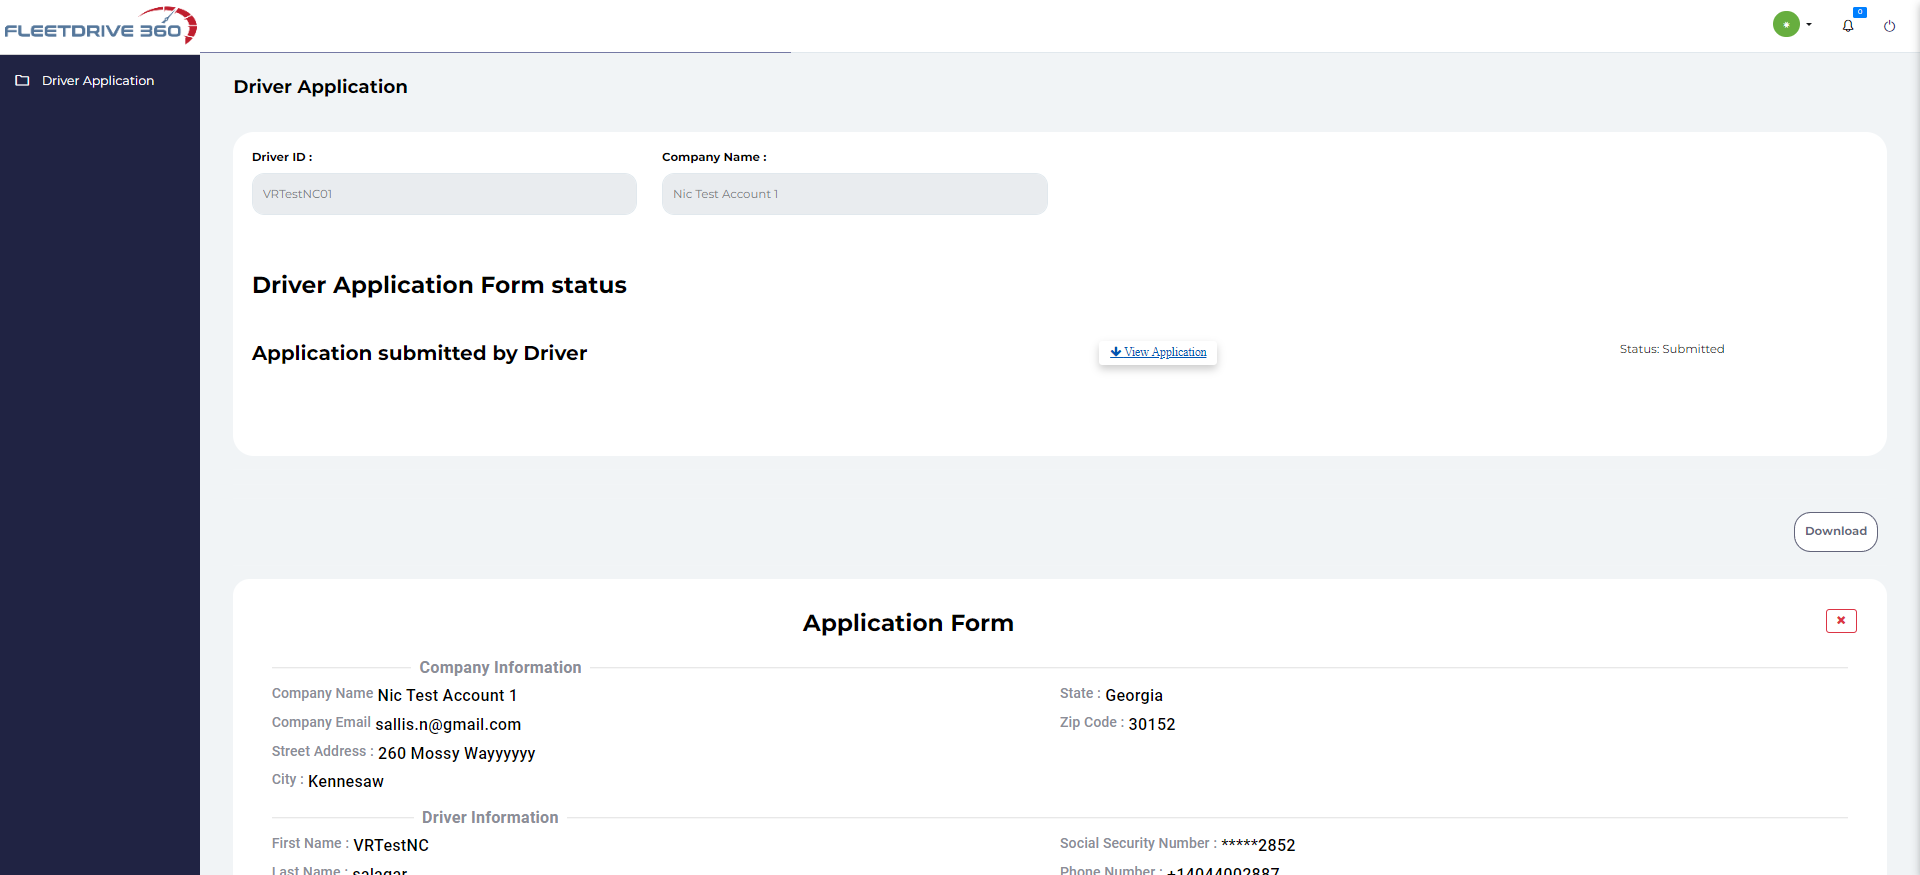 FLEETDRIVE 360
0
Driver Application
Driver Application
Driver ID :
Company Name :
VRTestNC01
Nic Test Account 1
Driver Application Form status
Application submitted by Driver
View Application
Status: Submitted
Download
Application Form
Company Information
Company Name Nic Test Account 1
State : Georgia
Company Email sallis.n@gmail.com
Zip Code : 30152
Street Address : 260 Mossy Wayyyyyy
City : Kennesaw
Driver Information
First Name : VRTestNC
Social Security Number : *****2852
Last Name : salagar
Phone Number : +14044002887